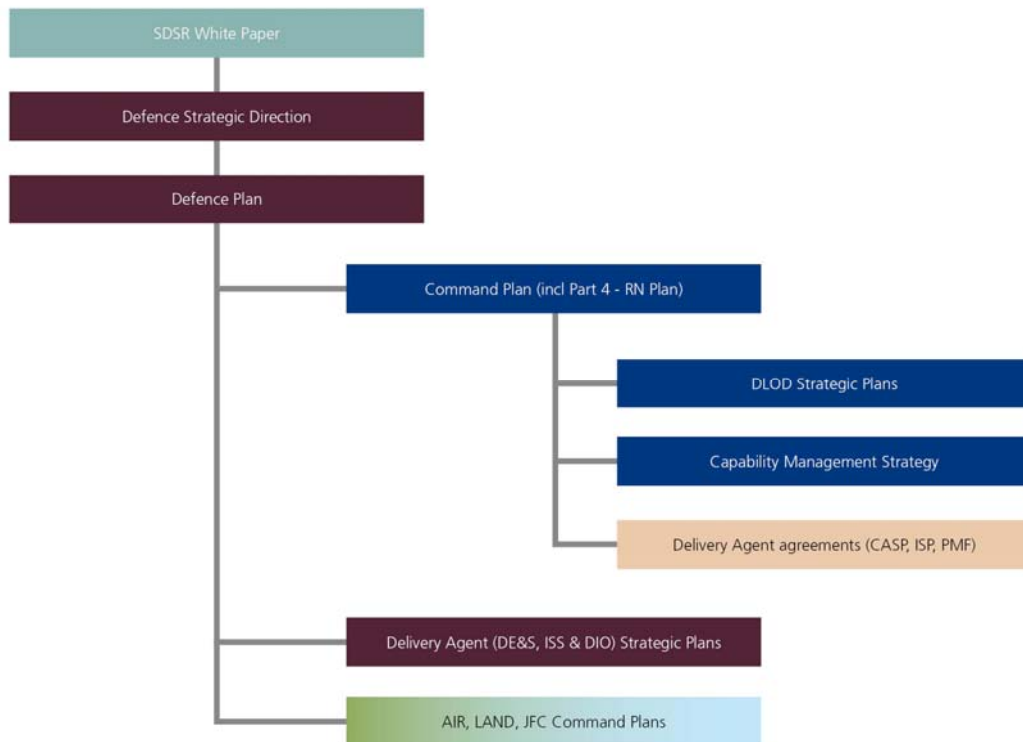 SDSR White Paper
Defence Strategic Direction
Defence Plan
Command Plan (incl Part 4 - RN Plan)
DLOD Strategic Plans
Capability Management Strategy
Delivery Agent agreements (CASP, ISP, PMF)
Delivery Agent (DE&S, ISS & DIO) Strategic Plans
AIR, LAND, JFC Command Plans